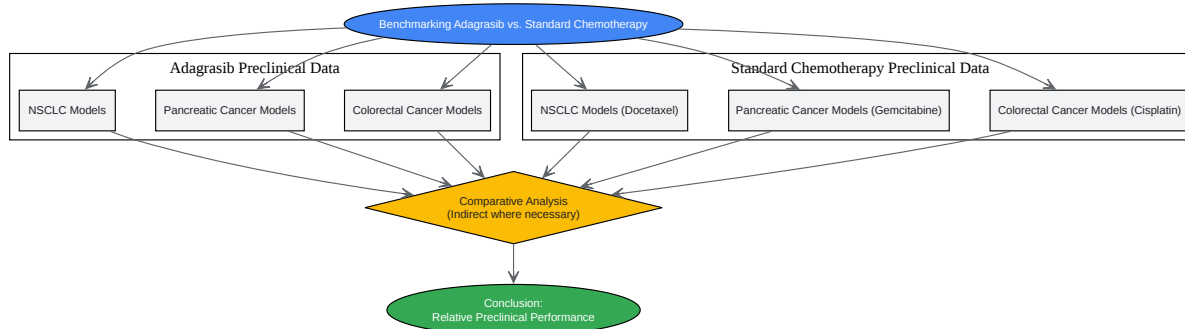 Benchmarking Adagrasib vs. Standard Chemotherapy
Adagrasib Preclinical Data
Standard Chemotherapy Preclinical Data
NSCLC Models
Pancreatic Cancer Models
Colorectal Cancer Models
NSCLC Models (Docetaxel)
Pancreatic Cancer Models (Gemcitabine)
Colorectal Cancer Models (Cisplatin)
Comparative Analysis
(Indirect where necessary)
Conclusion:
Relative Preclinical Performance